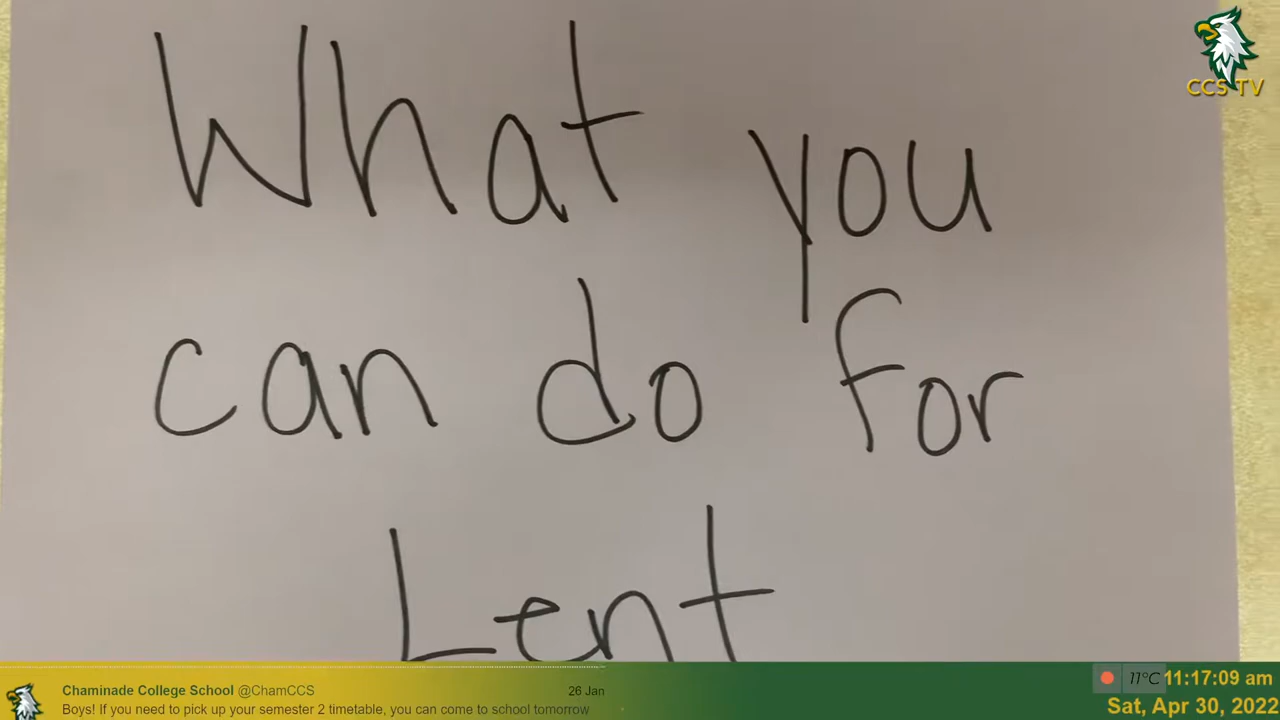 CCS TV
What you
can do for
Lent
Chaminade College School @ChamCCS 26 Jan
Boys! If you need to pick up your semester 2 timetable, you can come to school tomorrow
11°C 11:17:09 am
Sat, Apr 30, 2022